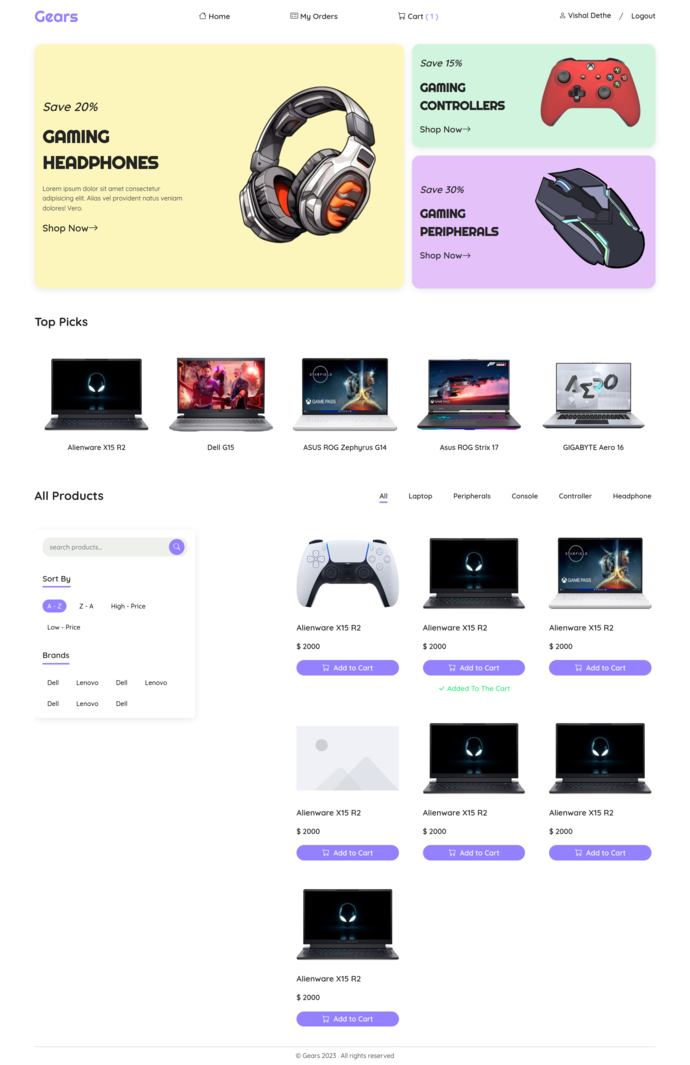 Gears
Home
My Orders
Cart ( 1 )
Vishal Dethe / Logout
Save 20%
GAMING
HEADPHONES
Lorem ipsum dolor sit amet consectetur
adipisicing elit. Alias vel provident natus veniam
dolores! Vero.
Shop Now
Save 15%
GAMING
CONTROLLERS
Shop Now
Save 30%
GAMING
PERIPHERALS
Shop Now
Top Picks
STARFIELD
GAME PASS
Alienware X15 R2
Dell G15
ASUS ROG Zephyrus G14
Asus ROG Strix 17
GIGABYTE Aero 16
All Products
All
Laptop
Peripherals
Console
Controller
Headphone
search products...
Sort By
A - Z
Z - A
High - Price
Low - Price
Brands
Dell
Lenovo
Dell
Lenovo
Dell
Lenovo
Dell
STARFIELD
GAME PASS
Alienware X15 R2
Alienware X15 R2
Alienware X15 R2
$ 2000
$ 2000
$ 2000
Add to Cart
Add to Cart
Add to Cart
Added To The Cart
Alienware X15 R2
Alienware X15 R2
Alienware X15 R2
$ 2000
$ 2000
$ 2000
Add to Cart
Add to Cart
Add to Cart
Alienware X15 R2
$ 2000
Add to Cart
© Gears 2023 . All rights reserved